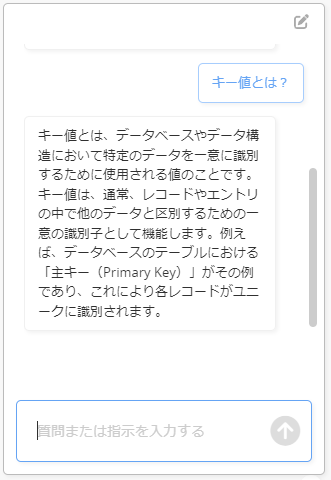 キー値とは？
キー値とは、データベースやデータ構
造において特定のデータを一意に識別
するために使用される値のことです。
キー値は、通常、レコードやエントリ
の中で他のデータと区別するための一
意の識別子として機能します。例え
ば、データベースのテーブルにおける
「主キー（Primary Key）」がその例
であり、これにより各レコードがユニ
ークに識別されます。
質問または指示を入力する